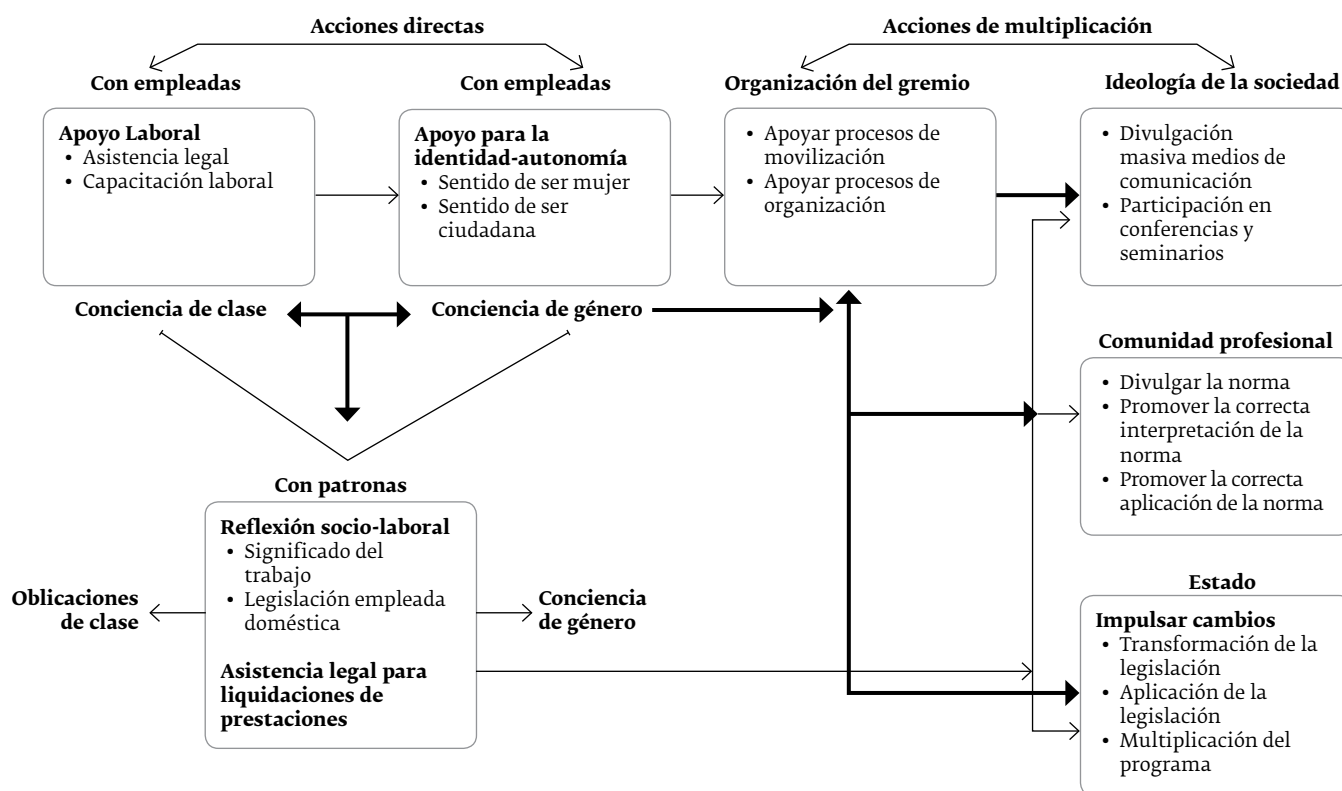 Acciones directas
Acciones de multiplicación
Con empleadas
Apoyo Laboral
• Asistencia legal
• Capacitación laboral
Con empleadas
Apoyo para la
identidad-autonomía
• Sentido de ser mujer
• Sentido de ser
ciudadana
Organización del gremio
• Apoyar procesos de
movilización
• Apoyar procesos de
organización
Ideología de la sociedad
• Divulgación
masiva medios de
comunicación
• Participación en
conferencias y
seminarios
Conciencia de clase
Conciencia de género
Comunidad profesional
• Divulgar la norma
• Promover la correcta
interpretación de la
norma
• Promover la correcta
aplicación de la norma
Con patronas
Reflexión socio-laboral
• Significado del
trabajo
• Legislación empleada
doméstica
Asistencia legal para
liquidaciones de
prestaciones
Oblicaciones
de clase
Conciencia
de género
Estado
Impulsar cambios
• Transformación de la
legislación
• Aplicación de la
legislación
• Multiplicación del
programa